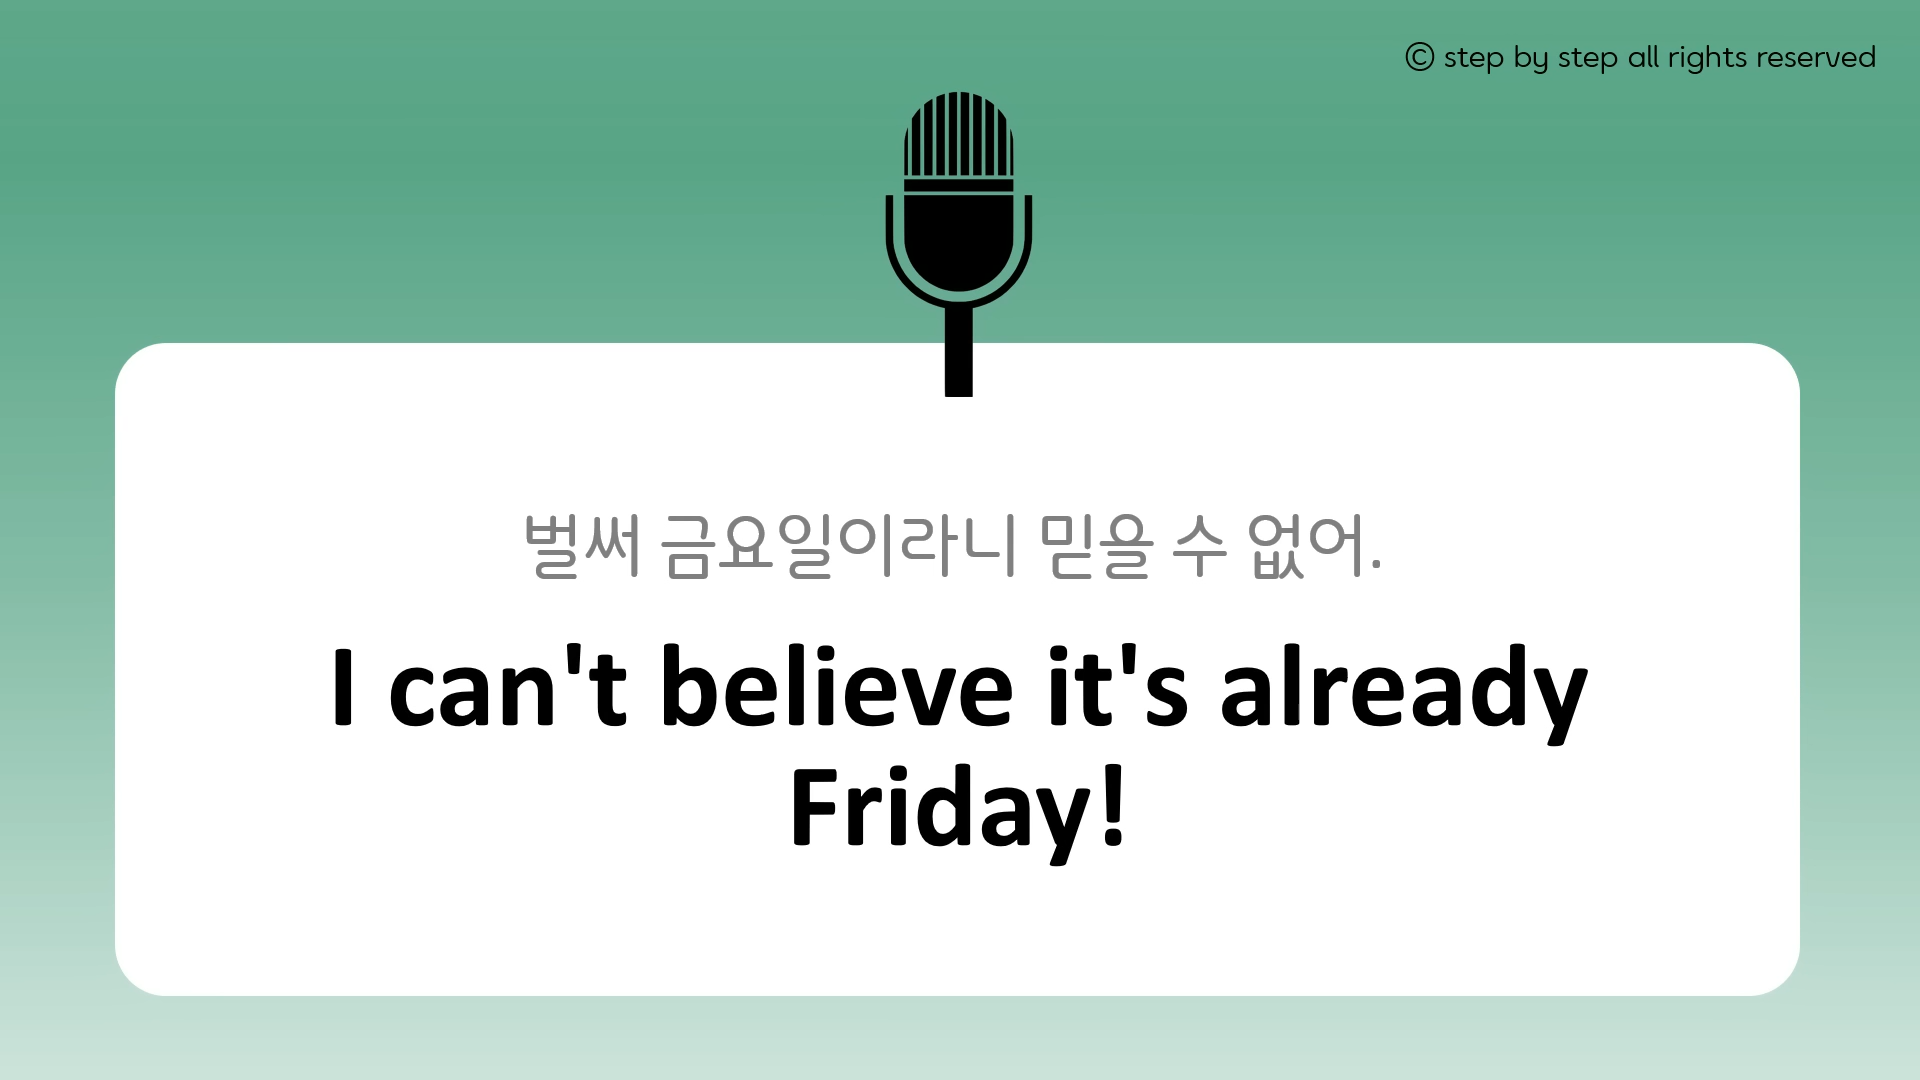 © step by step all rights reserved
벌써 금요일이라니 믿을 수 없어.
I can't believe it's already
Friday!